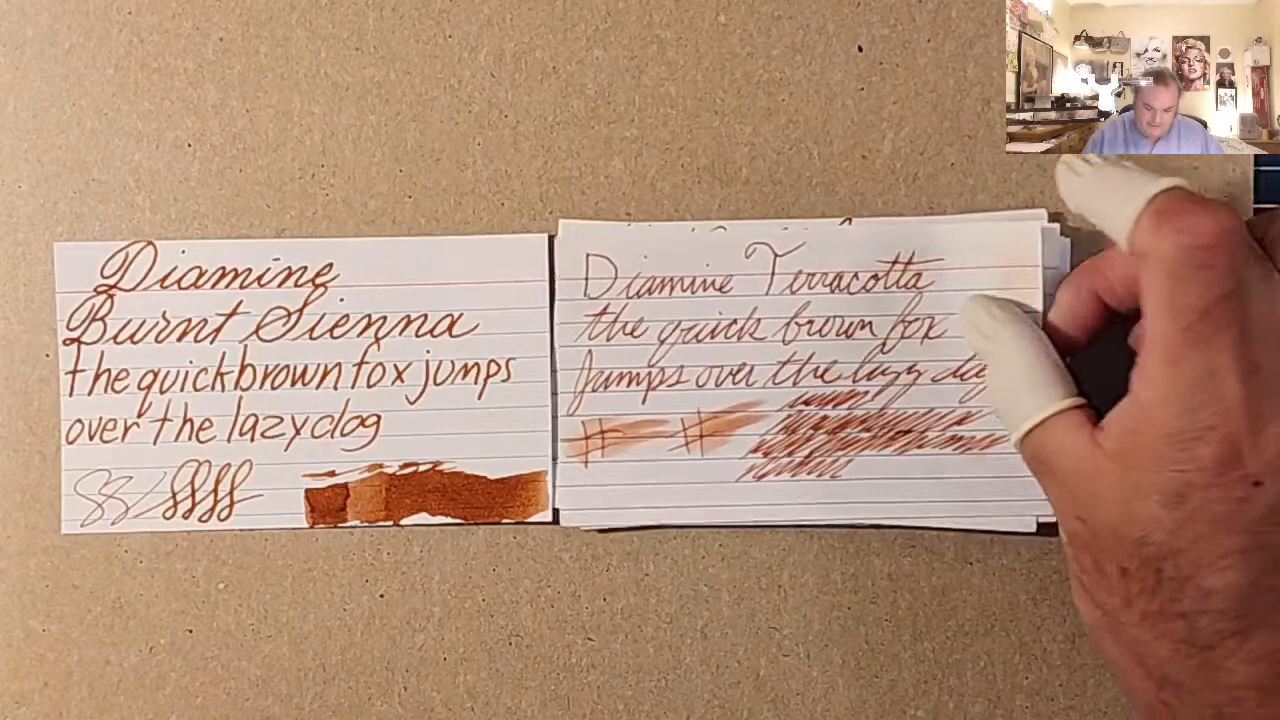 Diamine
Burnt Sienna
the quick brown fox jumps
over the lazy dog
Diamine Terracotta
the quick brown fox
Jumps over the lazy dog